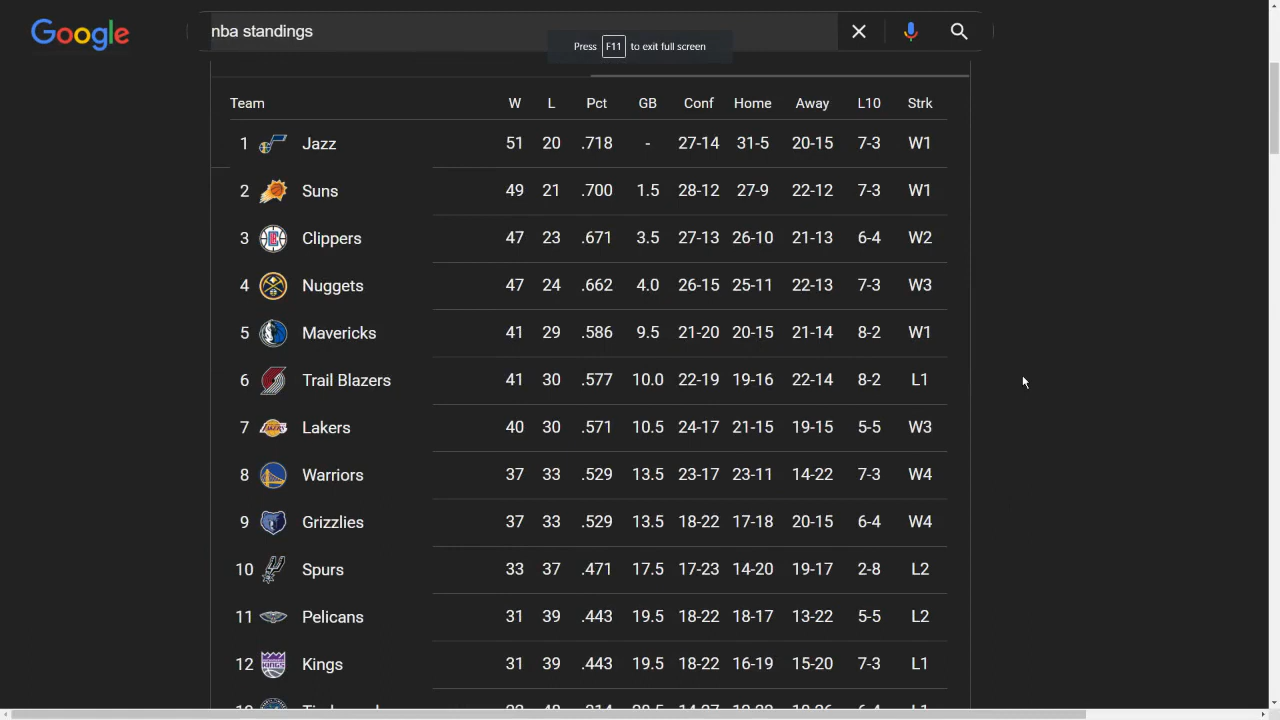 Google
nba standings
Press F11 to exit full screen
Team W L Pct GB Conf Home Away L10 Strk
1 Jazz 51 20 .718 - 27-14 31-5 20-15 7-3 W1
2 Suns 49 21 .700 1.5 28-12 27-9 22-12 7-3 W1
3 Clippers 47 23 .671 3.5 27-13 26-10 21-13 6-4 W2
4 Nuggets 47 24 .662 4.0 26-15 25-11 22-13 7-3 W3
5 Mavericks 41 29 .586 9.5 21-20 20-15 21-14 8-2 W1
6 Trail Blazers 41 30 .577 10.0 22-19 19-16 22-14 8-2 L1
7 Lakers 40 30 .571 10.5 24-17 21-15 19-15 5-5 W3
8 Warriors 37 33 .529 13.5 23-17 23-11 14-22 7-3 W4
9 Grizzlies 37 33 .529 13.5 18-22 17-18 20-15 6-4 W4
10 Spurs 33 37 .471 17.5 17-23 14-20 19-17 2-8 L2
11 Pelicans 31 39 .443 19.5 18-22 18-17 13-22 5-5 L2
12 Kings 31 39 .443 19.5 18-22 16-19 15-20 7-3 L1